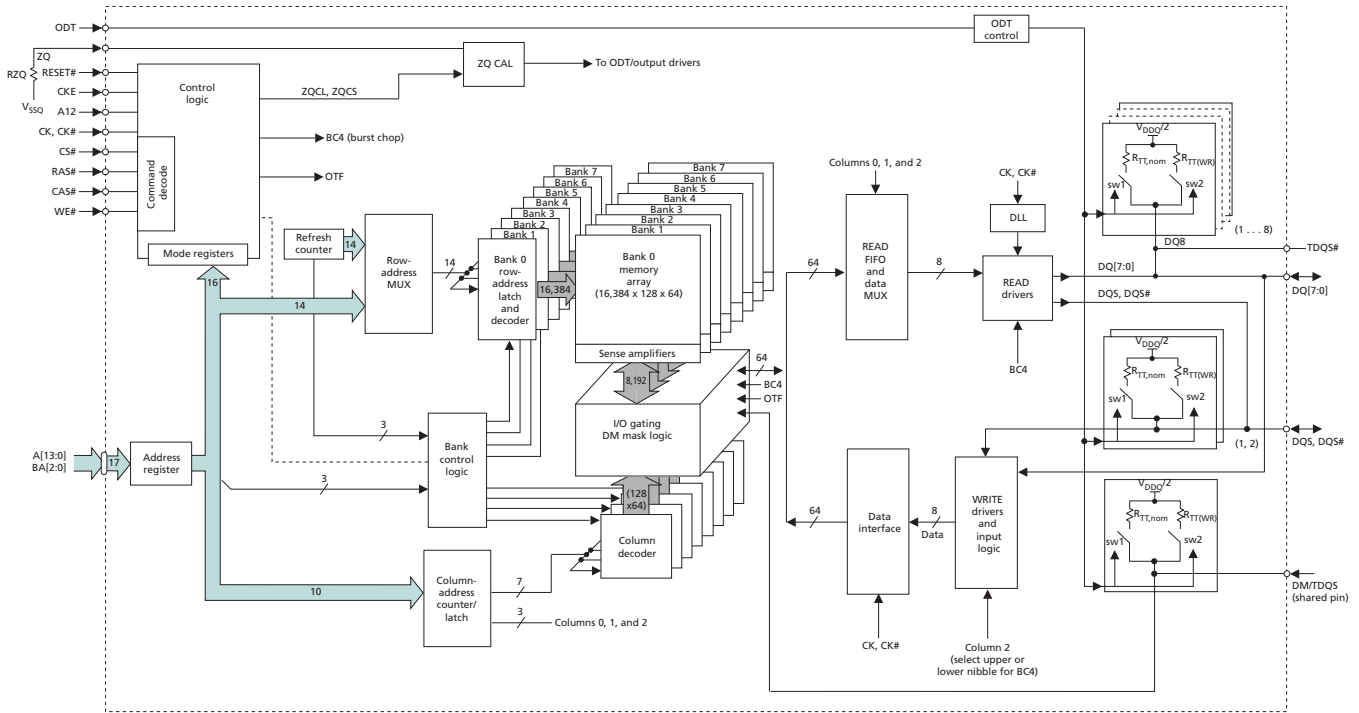 ODT
ODT
control
ZQ
RZQ
V_SSQ
RESET#
CKE
A12
CK, CK#
CS#
RAS#
CAS#
WE#
Control
logic
Command
decode
Mode registers
ZQ CAL
To ODT/output drivers
ZQCL, ZQCS
BC4 (burst chop)
OTF
Refresh
counter
14
Row-
address
MUX
14
16
14
Bank 7
Bank 6
Bank 5
Bank 4
Bank 3
Bank 2
Bank 1
Bank 0
row-
address
latch
and
decoder
16,384
Bank 7
Bank 6
Bank 5
Bank 4
Bank 3
Bank 2
Bank 1
Bank 0
memory
array
(16,384 x 128 x 64)
Sense amplifiers
8,192
64
BC4
OTF
I/O gating
DM mask logic
(128
x64)
Column
decoder
3
Bank
control
logic
3
A[13:0]
BA[2:0]
17
Address
register
10
Column-
address
counter/
latch
7
3
Columns 0, 1, and 2
Columns 0, 1, and 2
64
READ
FIFO
and
data
MUX
8
CK, CK#
DLL
READ
drivers
BC4
DQ[7:0]
DQS, DQS#
DQ8
V_DDQ/2
R_TT,nom
R_TT(WR)
sw1
sw2
(1 . . . 8)
TDQS#
DQ[7:0]
V_DDQ/2
R_TT,nom
R_TT(WR)
sw1
sw2
(1, 2)
DQS, DQS#
64
Data
interface
CK, CK#
8
Data
WRITE
drivers
and
input
logic
Column 2
(select upper or
lower nibble for BC4)
V_DDQ/2
R_TT,nom
R_TT(WR)
sw1
sw2
DM/TDQS
(shared pin)